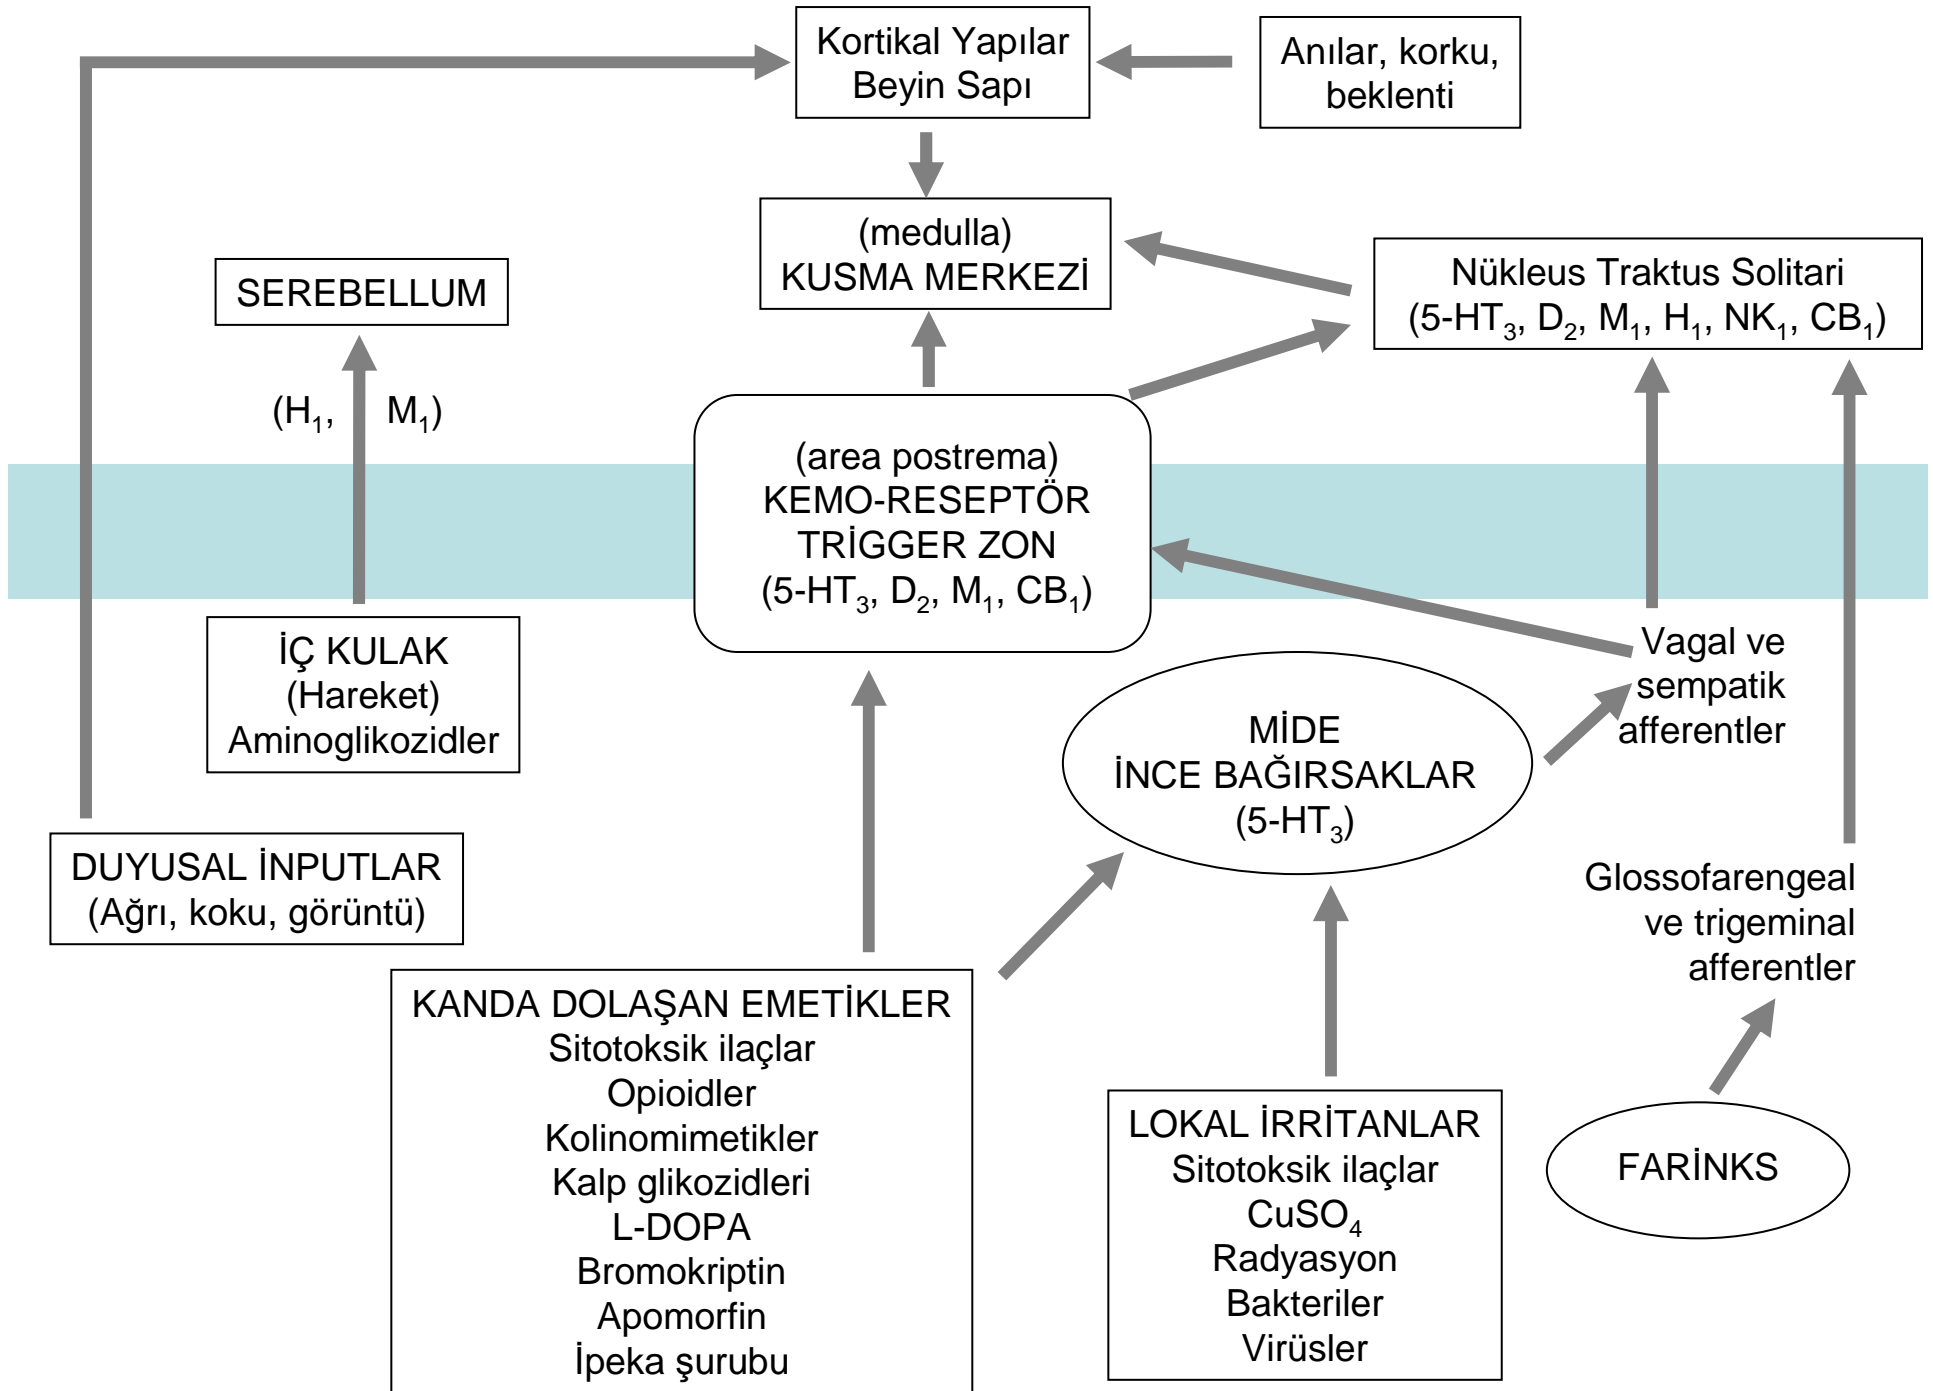 Kortikal Yapılar
Beyin Sapı
Anılar, korku,
beklenti
(medulla)
KUSMA MERKEZİ
SEREBELLUM
Nükleus Traktus Solitari
(5-HT₃, D₂, M₁, H₁, NK₁, CB₁)
(H₁, M₁)
(area postrema)
KEMO-RESEPTÖR
TRİGGER ZON
(5-HT₃, D₂, M₁, CB₁)
İÇ KULAK
(Hareket)
Aminoglikozidler
Vagal ve
sempatik
afferentler
MİDE
İNCE BAĞIRSAKLAR
(5-HT₃)
DUYUSAL İNPUTLAR
(Ağrı, koku, görüntü)
Glossofarengeal
ve trigeminal
afferentler
KANDA DOLAŞAN EMETİKLER
Sitotoksik ilaçlar
Opioidler
Kolinomimetikler
Kalp glikozidleri
L-DOPA
Bromokriptin
Apomorfin
İpeka şurubu
LOKAL İRRİTANLAR
Sitotoksik ilaçlar
CuSO₄
Radyasyon
Bakteriler
Virüsler
FARİNKS